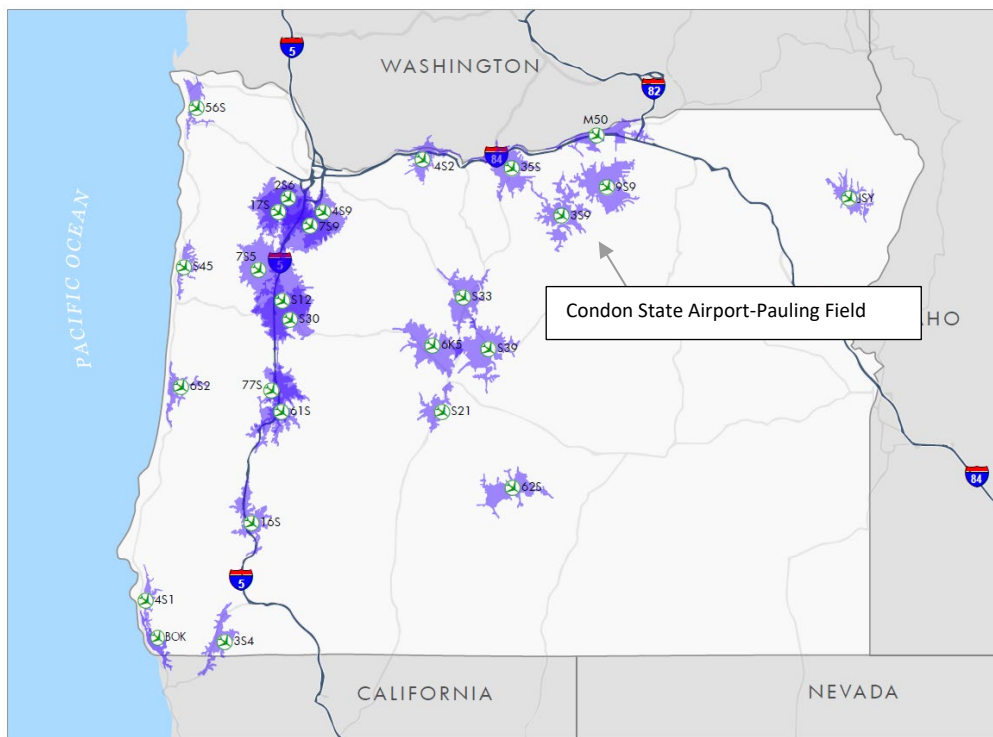 5
WASHINGTON
82
56S
M50
4S2
84
35S
9S9
2S6
17S
4S9
7S9
3S9
JSY
PACIFIC OCEAN
S45
7S5
5
S12
S30
S33
Condon State Airport-Pauling Field
AHO
6K5
S39
6S2
77S
61S
S21
62S
84
16S
5
4S1
BOK
3S4
CALIFORNIA
NEVADA